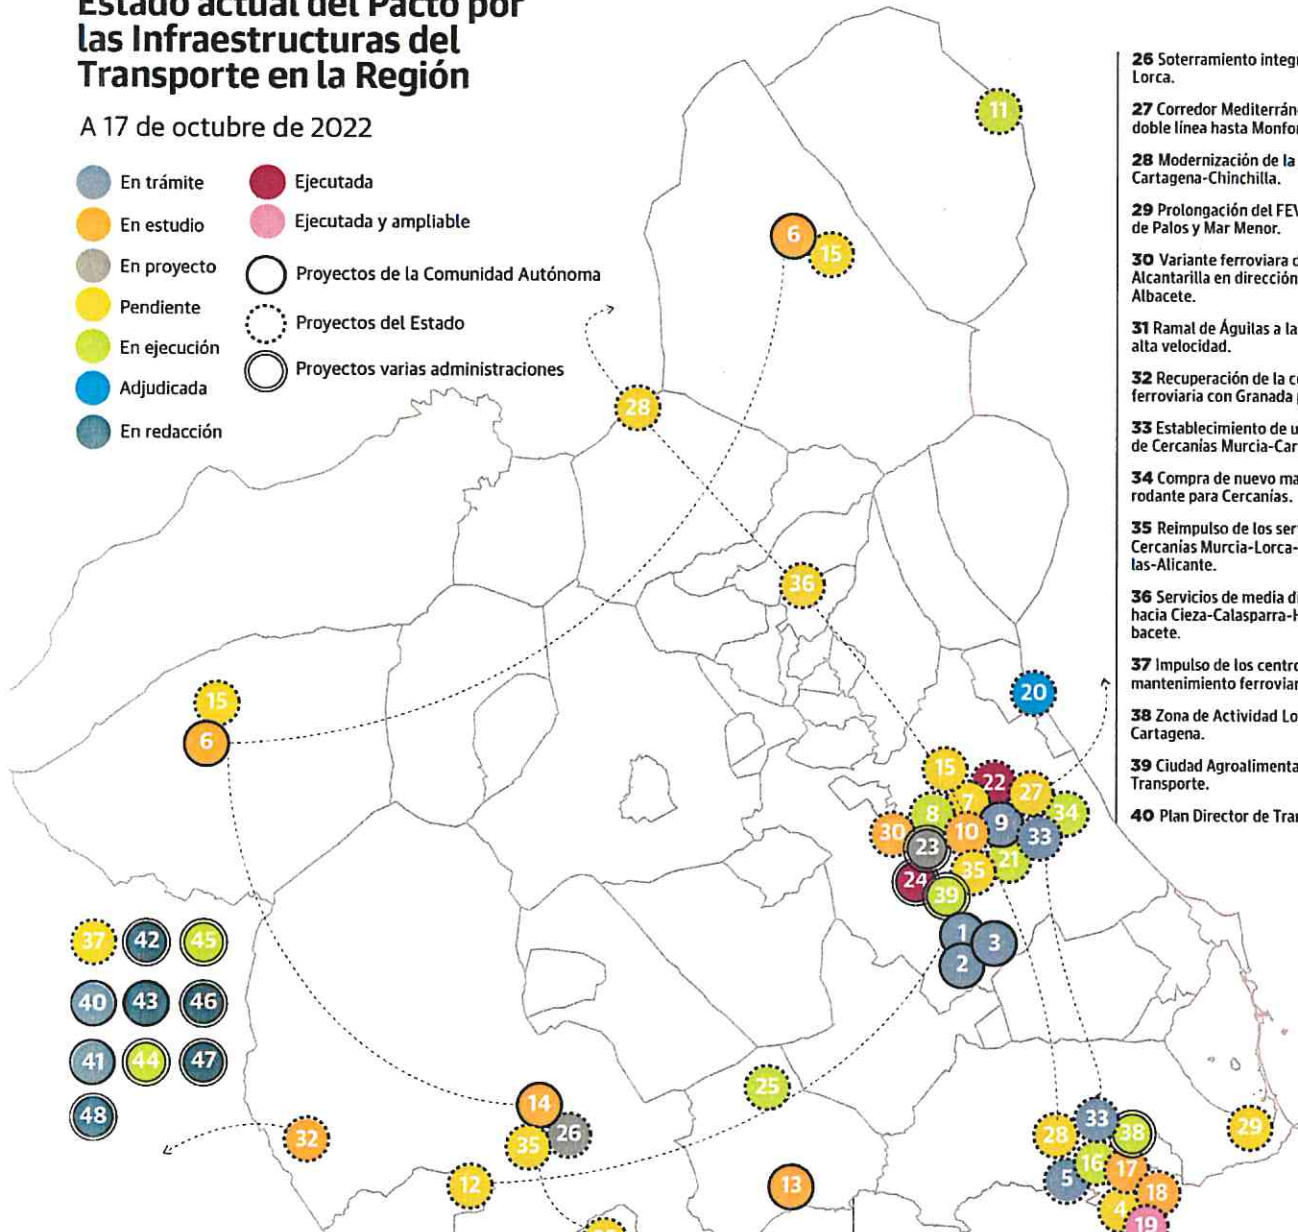 Estado actual del Pacto por
las Infraestructuras del
Transporte en la Región
A 17 de octubre de 2022
En trámite
En estudio
En proyecto
Pendiente
En ejecución
Adjudicada
En redacción
Ejecutada
Ejecutada y ampliable
Proyectos de la Comunidad Autónoma
Proyectos del Estado
Proyectos varias administraciones
11
6
15
28
36
15
6
20
15
22
27
7
34
8
9
10
30
33
23
21
35
24
39
1
3
2
37 42 45
40 43 46
41 44 47
48
32
14
26
35
12
25
13
33
28
38
29
16
17
5
18
4
19
26 Soterramiento integr
Lorca.
27 Corredor Mediterrán
doble línea hasta Monfo
28 Modernización de la
Cartagena-Chinchilla.
29 Prolongación del FEV
de Palos y Mar Menor.
30 Variante ferroviara d
Alcantarilla en dirección
Albacete.
31 Ramal de Águilas a la
alta velocidad.
32 Recuperación de la c
ferroviaria con Granada
33 Establecimiento de u
de Cercanías Murcia-Car
34 Compra de nuevo ma
rodante para Cercanías.
35 Reimpulso de los ser
Cercanías Murcia-Lorca-
las-Alicante.
36 Servicios de media di
hacia Cieza-Calasparra-H
bacete.
37 Impulso de los centro
mantenimiento ferroviar
38 Zona de Actividad Lo
Cartagena.
39 Ciudad Agroalimenta
Transporte.
40 Plan Director de Tra